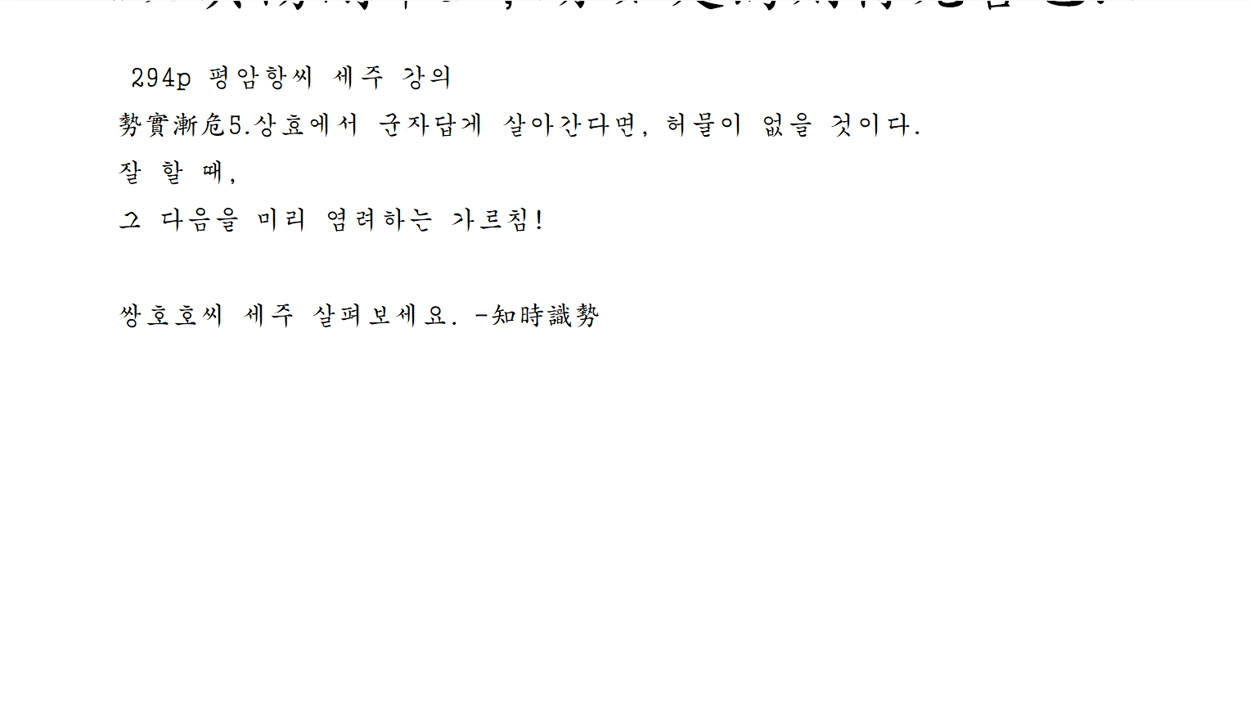 294p 평암항씨 세주 강의
勢實漸危5.상효에서 군자답게 살아간다면, 허물이 없을 것이다.
잘 할 때,
그 다음을 미리 염려하는 가르침!
쌍호호씨 세주 살펴보세요. -知時識勢